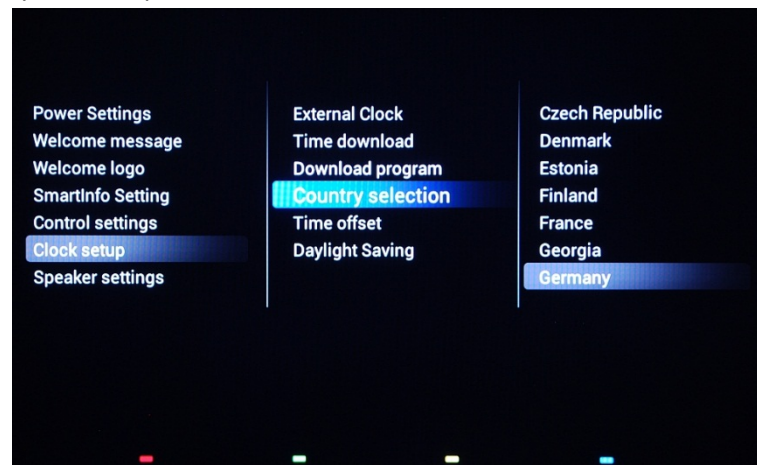 Power Settings
Welcome message
Welcome logo
SmartInfo Setting
Control settings
Clock setup
Speaker settings
External Clock
Time download
Download program
Country selection
Time offset
Daylight Saving
Czech Republic
Denmark
Estonia
Finland
France
Georgia
Germany